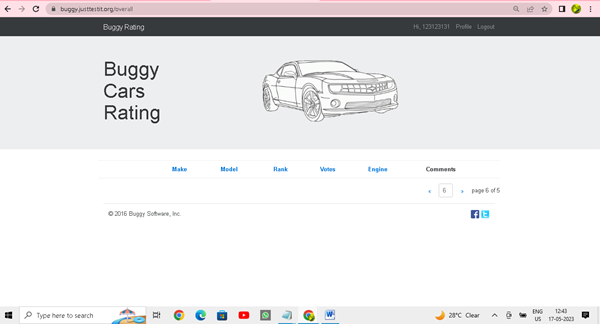 buggy.justtestit.org/overall
Buggy Rating Hi, 123123131 Profile Logout
Buggy
Cars
Rating
Make Model Rank Votes Engine Comments
« 6 » page 6 of 5
© 2016 Buggy Software, Inc.
Type here to search 28°C Clear ENG US 12:43 17-05-2023